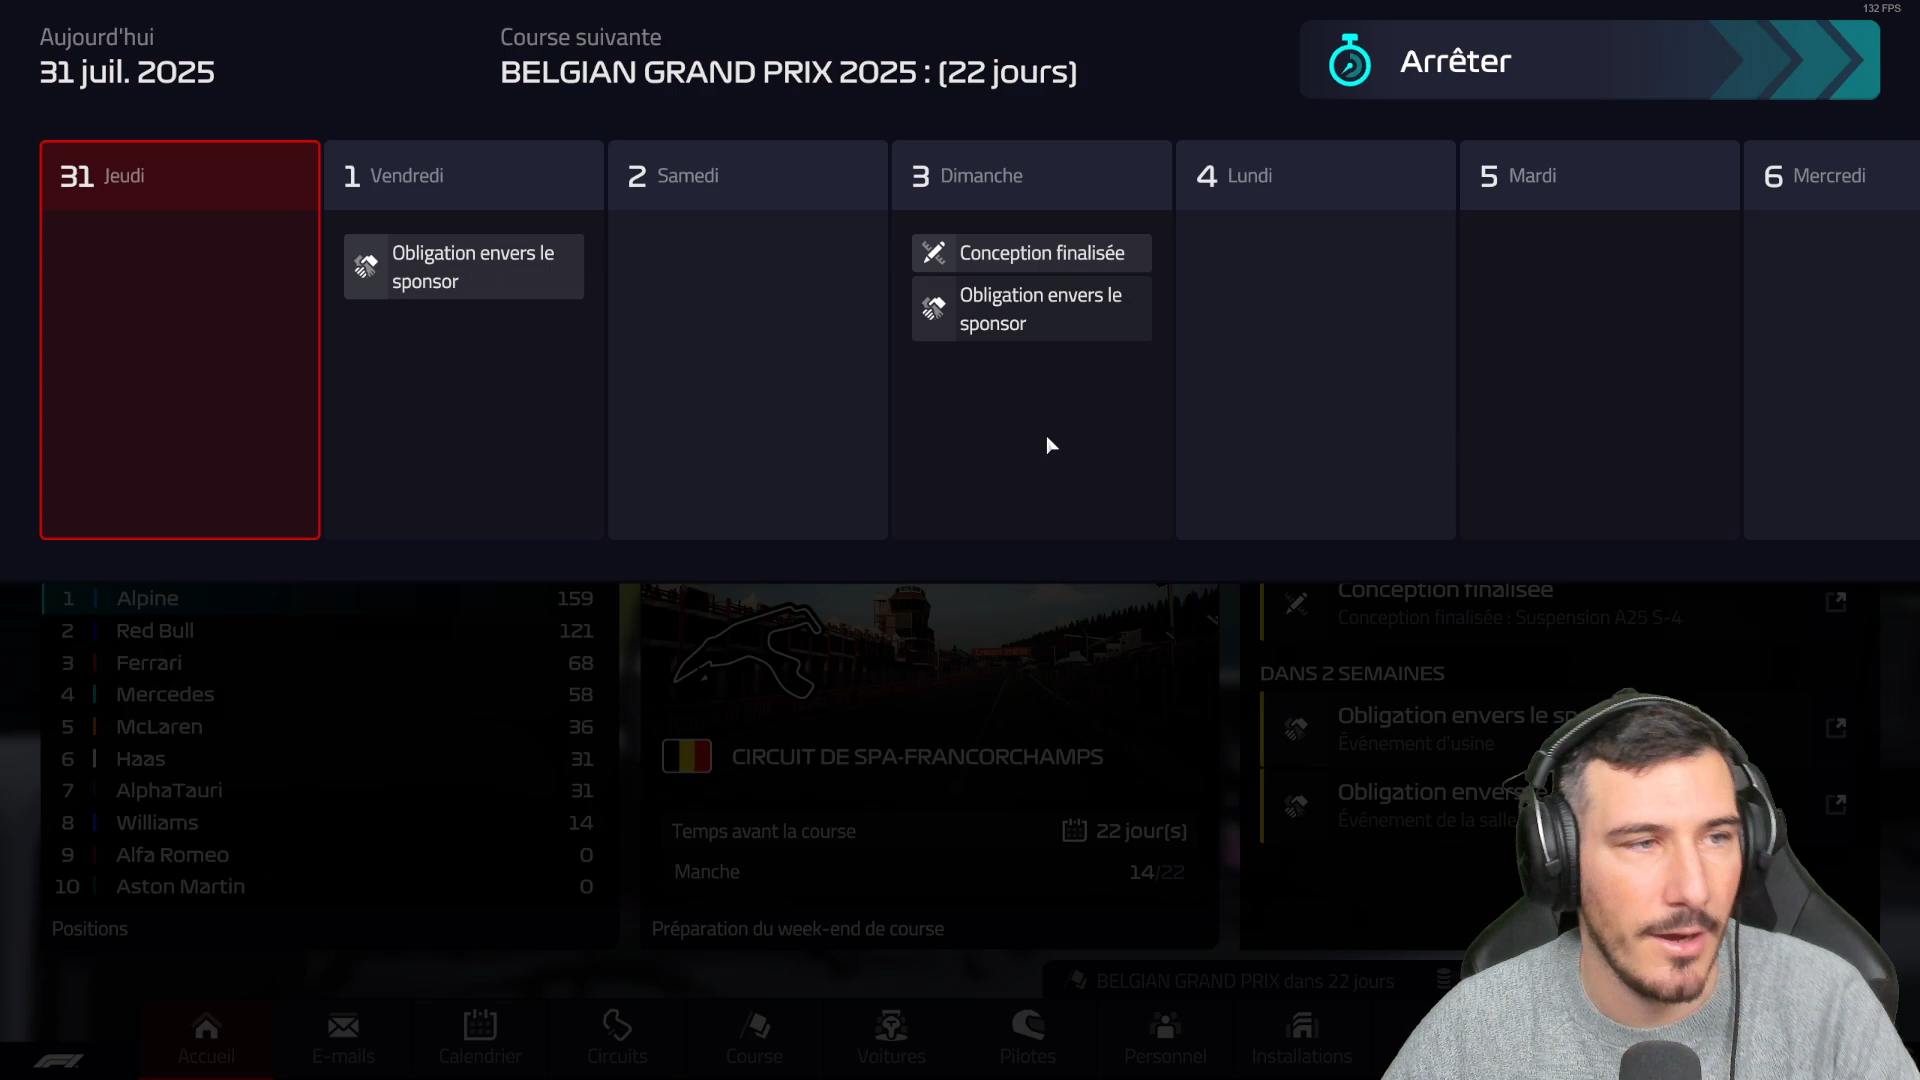 132 FPS
Aujourd'hui
31 juil. 2025
Course suivante
BELGIAN GRAND PRIX 2025 : (22 jours)
Arrêter
31 Jeudi
1 Vendredi
2 Samedi
3 Dimanche
4 Lundi
5 Mardi
6 Mercredi
Obligation envers le
sponsor
Conception finalisée
Obligation envers le
sponsor
1 Alpine 159
2 Red Bull 121
3 Ferrari 68
4 Mercedes 58
5 McLaren 36
6 Haas 31
7 AlphaTauri 31
8 Williams 14
9 Alfa Romeo 0
10 Aston Martin 0
Positions
CIRCUIT DE SPA-FRANCORCHAMPS
Temps avant la course 22 jour(s)
Manche 14/22
Préparation du week-end de course
Conception finalisée
Conception finalisée : Suspension A25 S-4
DANS 2 SEMAINES
Obligation envers le sp
Événement d'usine
Obligation envers
Événement de la salle
BELGIAN GRAND PRIX dans 22 jours
Accueil
E-mails
Calendrier
Circuits
Course
Voitures
Pilotes
Personnel
Installations